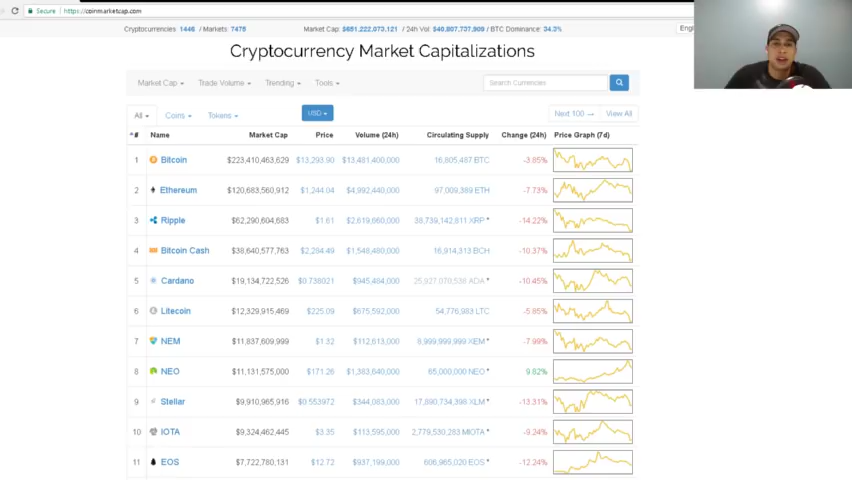 Secure https://coinmarketcap.com
Cryptocurrencies: 1446 / Markets: 7476 Market Cap: $651,222,073,121 / 24h Vol: $40,807,737,909 / BTC Dominance: 34.3% Engl
Cryptocurrency Market Capitalizations
Market Cap Trade Volume Trending Tools Search Currencies
All Coins Tokens USD Next 100 → View All
# Name Market Cap Price Volume (24h) Circulating Supply Change (24h) Price Graph (7d)
1 Bitcoin $223,410,463,629 $13,293.90 $13,481,400,000 16,805,487 BTC -3.85%
2 Ethereum $120,683,560,912 $1,244.04 $4,992,440,000 97,009,389 ETH -7.73%
3 Ripple $62,290,604,683 $1.61 $2,619,660,000 38,739,142,811 XRP * -14.22%
4 Bitcoin Cash $38,640,577,763 $2,284.49 $1,546,480,000 16,914,313 BCH -10.37%
5 Cardano $19,134,722,526 $0.738021 $945,484,000 25,927,070,538 ADA * -10.45%
6 Litecoin $12,329,915,469 $225.09 $675,592,000 54,776,983 LTC -5.85%
7 NEM $11,837,609,999 $1.32 $112,613,000 8,999,999,999 XEM * -7.99%
8 NEO $11,131,575,000 $171.26 $1,383,640,000 65,000,000 NEO * 9.82%
9 Stellar $9,910,965,916 $0.553972 $344,083,000 17,890,734,398 XLM * -13.31%
10 IOTA $9,324,462,445 $3.35 $113,595,000 2,779,530,283 MIOTA * -9.24%
11 EOS $7,722,780,131 $12.72 $937,199,000 606,965,020 EOS * -12.24%